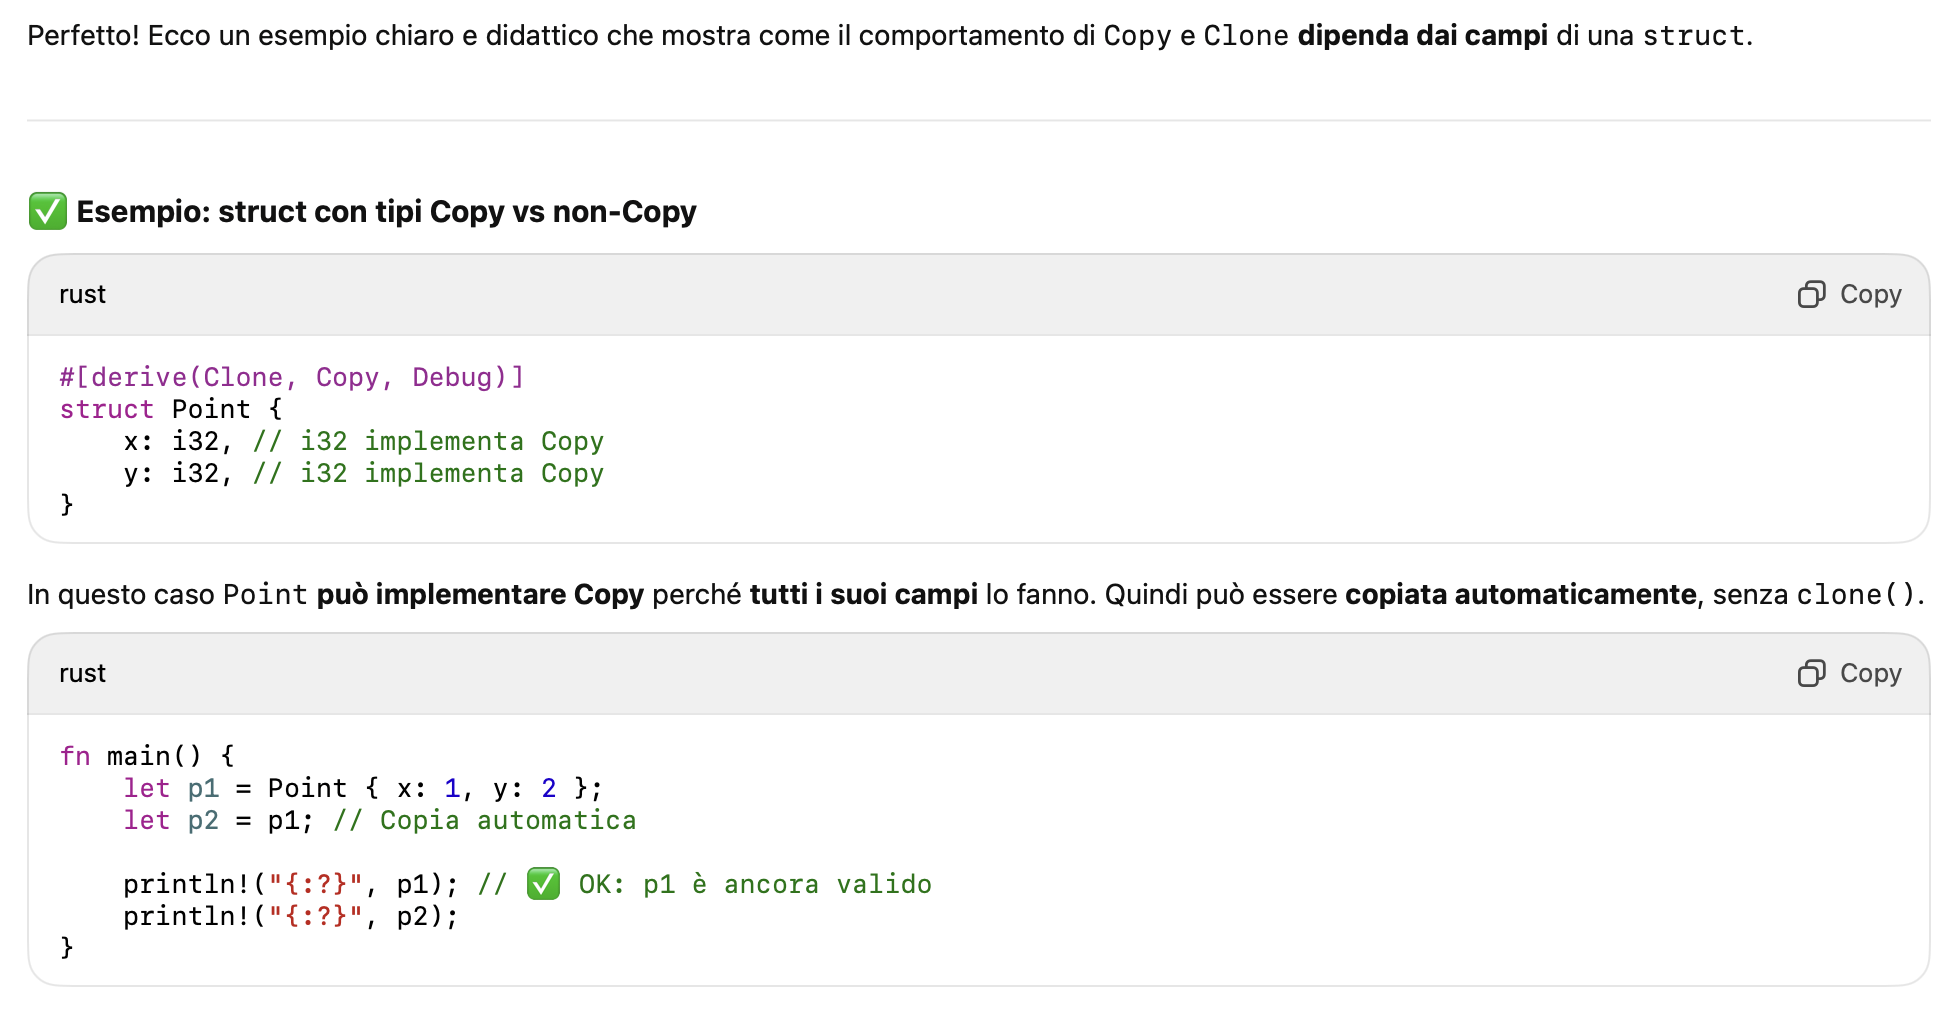 Perfetto! Ecco un esempio chiaro e didattico che mostra come il comportamento di Copy e Clone dipenda dai campi di una struct.
✅ Esempio: struct con tipi Copy vs non-Copy
rust Copy
#[derive(Clone, Copy, Debug)]
struct Point {
    x: i32, // i32 implementa Copy
    y: i32, // i32 implementa Copy
}
In questo caso Point può implementare Copy perché tutti i suoi campi lo fanno. Quindi può essere copiata automaticamente, senza clone().
rust Copy
fn main() {
    let p1 = Point { x: 1, y: 2 };
    let p2 = p1; // Copia automatica
    println!("{:?}", p1); // ✅ OK: p1 è ancora valido
    println!("{:?}", p2);
}